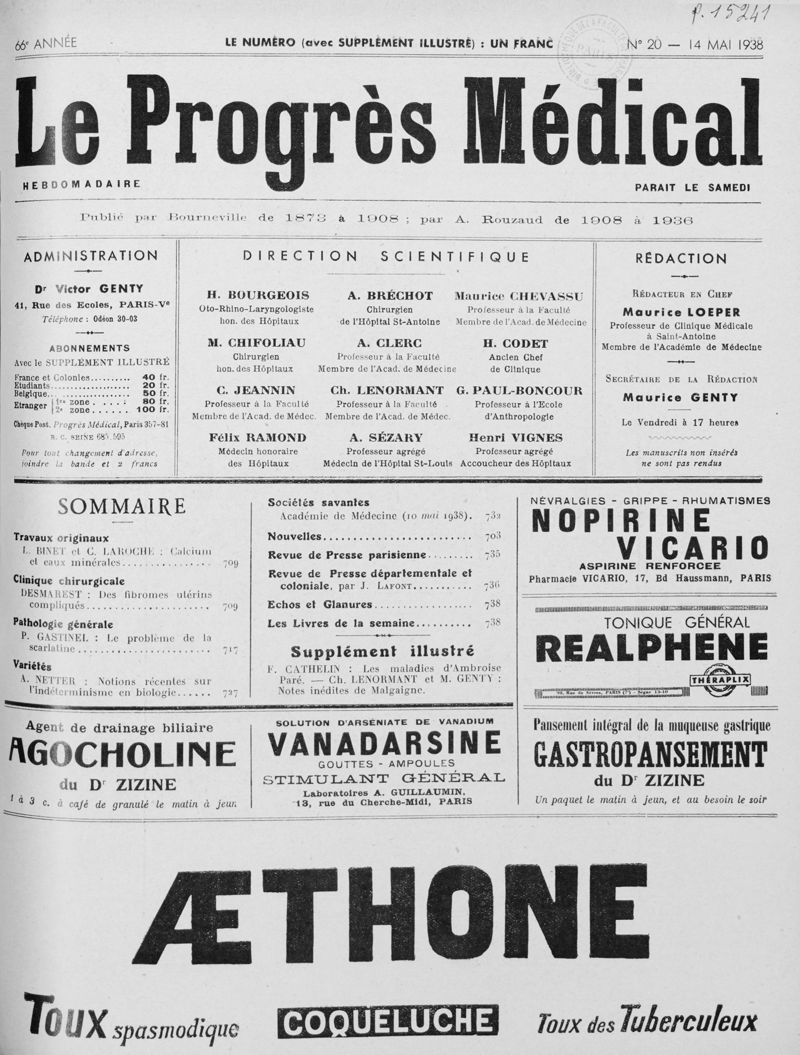 p. 15241
66e ANNÉE
LE NUMÉRO (avec SUPPLÉMENT ILLUSTRÉ) : UN FRANC
N° 20 — 14 MAI 1938
Le Progrès Médical
HEBDOMADAIRE
PARAIT LE SAMEDI
Publié par Bourneville de 1873 à 1908 ; par A. Rouzaud de 1908 à 1936
ADMINISTRATION
Dr Victor GENTY
41, Rue des Ecoles, PARIS-Ve
Téléphone : Odéon 30-03
ABONNEMENTS
Avec le SUPPLÉMENT ILLUSTRÉ
France et Colonies.......... 40 fr.
Etudiants................ 20 fr.
Belgique.................. 50 fr.
Etranger 1re zone ....... 80 fr.
2e zone ...... 100 fr.
Chèque Post. Progrès Médical, Paris 357-81
R. C. SEINE 685.595
Pour tout changement d'adresse,
joindre la bande et 2 francs
DIRECTION SCIENTIFIQUE
H. BOURGEOIS
Oto-Rhino-Laryngologiste
hon. des Hôpitaux
A. BRÉCHOT
Chirurgien
de l'Hôpital St-Antoine
Maurice CHEVASSU
Professeur à la Faculté
Membre de l'Acad. de Médecine
M. CHIFOLIAU
Chirurgien
hon. des Hôpitaux
A. CLERC
Professeur à la Faculté
Membre de l'Acad. de Médecine
H. CODET
Ancien Chef
de Clinique
C. JEANNIN
Professeur à la Faculté
Membre de l'Acad. de Médec.
Ch. LENORMANT
Professeur à la Faculté
Membre de l'Acad. de Médec.
G. PAUL-BONCOUR
Professeur à l'Ecole
d'Anthropologie
Félix RAMOND
Médecin honoraire
des Hôpitaux
A. SÉZARY
Professeur agrégé
Médecin de l'Hôpital St-Louis
Henri VIGNES
Professeur agrégé
Accoucheur des Hôpitaux
RÉDACTION
RÉDACTEUR EN CHEF
Maurice LOEPER
Professeur de Clinique Médicale
à Saint-Antoine
Membre de l'Académie de Médecine
SECRÉTAIRE DE LA RÉDACTION
Maurice GENTY
Le Vendredi à 17 heures
Les manuscrits non insérés
ne sont pas rendus
SOMMAIRE
Travaux originaux
L. BINET et C. LAROCHE : Calcium
et eaux minérales................ 709
Clinique chirurgicale
DESMAREST : Des fibromes utérins
compliqués...................... 709
Pathologie générale
P. GASTINEL : Le problème de la
scarlatine ....................... 717
Variétés
A. NETTER : Notions récentes sur
l'indéterminisme en biologie...... 727
Sociétés savantes
Académie de Médecine (10 mai 1938). 732
Nouvelles........................ 703
Revue de Presse parisienne......... 735
Revue de Presse départementale et
coloniale, par J. LAFONT........... 736
Echos et Glanures................. 738
Les Livres de la semaine........... 738
Supplément illustré
F. CATHELIN : Les maladies d'Ambroise
Paré. — Ch. LENORMANT et M. GENTY :
Notes inédites de Malgaigne.
NÉVRALGIES - GRIPPE - RHUMATISMES
NOPIRINE
VICARIO
ASPIRINE RENFORCÉE
Pharmacie VICARIO, 17, Bd Haussmann, PARIS
TONIQUE GÉNÉRAL
REALPHENE
THÉRAPLIX
Agent de drainage biliaire
AGOCHOLINE
du Dr ZIZINE
1 à 3 c. à café de granulé le matin à jeun
SOLUTION D'ARSÉNIATE DE VANADIUM
VANADARSINE
GOUTTES - AMPOULES
STIMULANT GÉNÉRAL
Laboratoires A. GUILLAUMIN,
13, rue du Cherche-Midi, PARIS
Pansement intégral de la muqueuse gastrique
GASTROPANSEMENT
du Dr ZIZINE
Un paquet le matin à jeun, et au besoin le soir
ÆTHONE
Toux spasmodique
COQUELUCHE
Toux des Tuberculeux